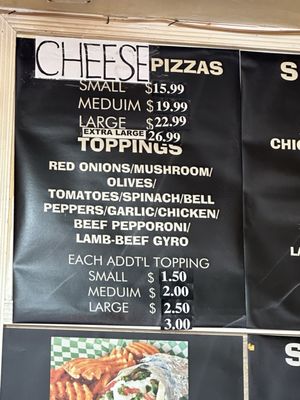 CHEESE PIZZAS
SMALL $15.99
MEDUIM $19.99
LARGE $22.99
EXTRA LARGE 26.99
TOPPINGS
RED ONIONS/MUSHROOM/
OLIVES/
TOMATOES/SPINACH/BELL
PEPPERS/GARLIC/CHICKEN/
BEEF PEPPORONI/
LAMB-BEEF GYRO
EACH ADDT'L TOPPING
SMALL $ 1.50
MEDUIM $ 2.00
LARGE $ 2.50
3.00